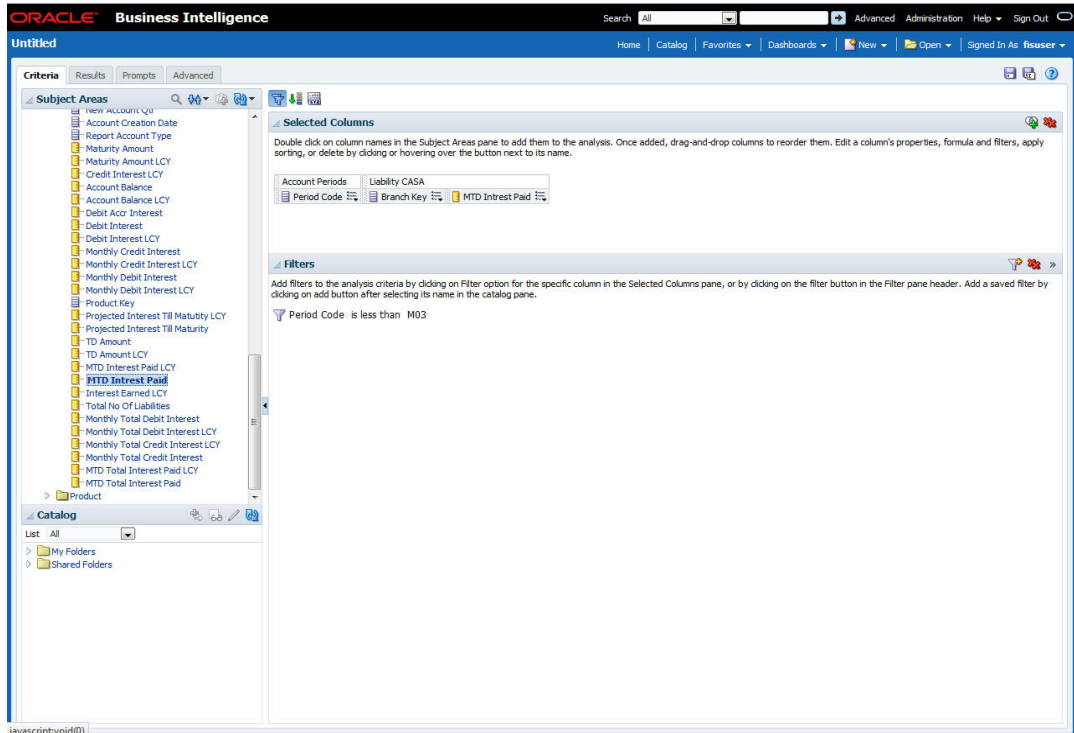 ORACLE Business Intelligence
Search All Advanced Administration Help Sign Out
Untitled
Home Catalog Favorites Dashboards New Open Signed In As fisuser
Criteria Results Prompts Advanced
Subject Areas
New Account Qtr
Account Creation Date
Report Account Type
Maturity Amount
Maturity Amount LCY
Credit Interest LCY
Account Balance
Account Balance LCY
Debit Accr Interest
Debit Interest
Debit Interest LCY
Monthly Credit Interest
Monthly Credit Interest LCY
Monthly Debit Interest
Monthly Debit Interest LCY
Product Key
Projected Interest Till Matutity LCY
Projected Interest Till Maturity
TD Amount
TD Amount LCY
MTD Interest Paid LCY
MTD Intrest Paid
Interest Earned LCY
Total No Of Liabilities
Monthly Total Debit Interest
Monthly Total Debit Interest LCY
Monthly Total Credit Interest LCY
Monthly Total Credit Interest
MTD Total Interest Paid LCY
MTD Total Interest Paid
Product
Catalog
List All
My Folders
Shared Folders
Selected Columns
Double click on column names in the Subject Areas pane to add them to the analysis. Once added, drag-and-drop columns to reorder them. Edit a column's properties, formula and filters, apply
sorting, or delete by clicking or hovering over the button next to its name.
Account Periods Liability CASA
Period Code Branch Key MTD Intrest Paid
Filters
Add filters to the analysis criteria by clicking on Filter option for the specific column in the Selected Columns pane, or by clicking on the filter button in the Filter pane header. Add a saved filter by
clicking on add button after selecting its name in the catalog pane.
Period Code is less than M03
javascript:void(0)